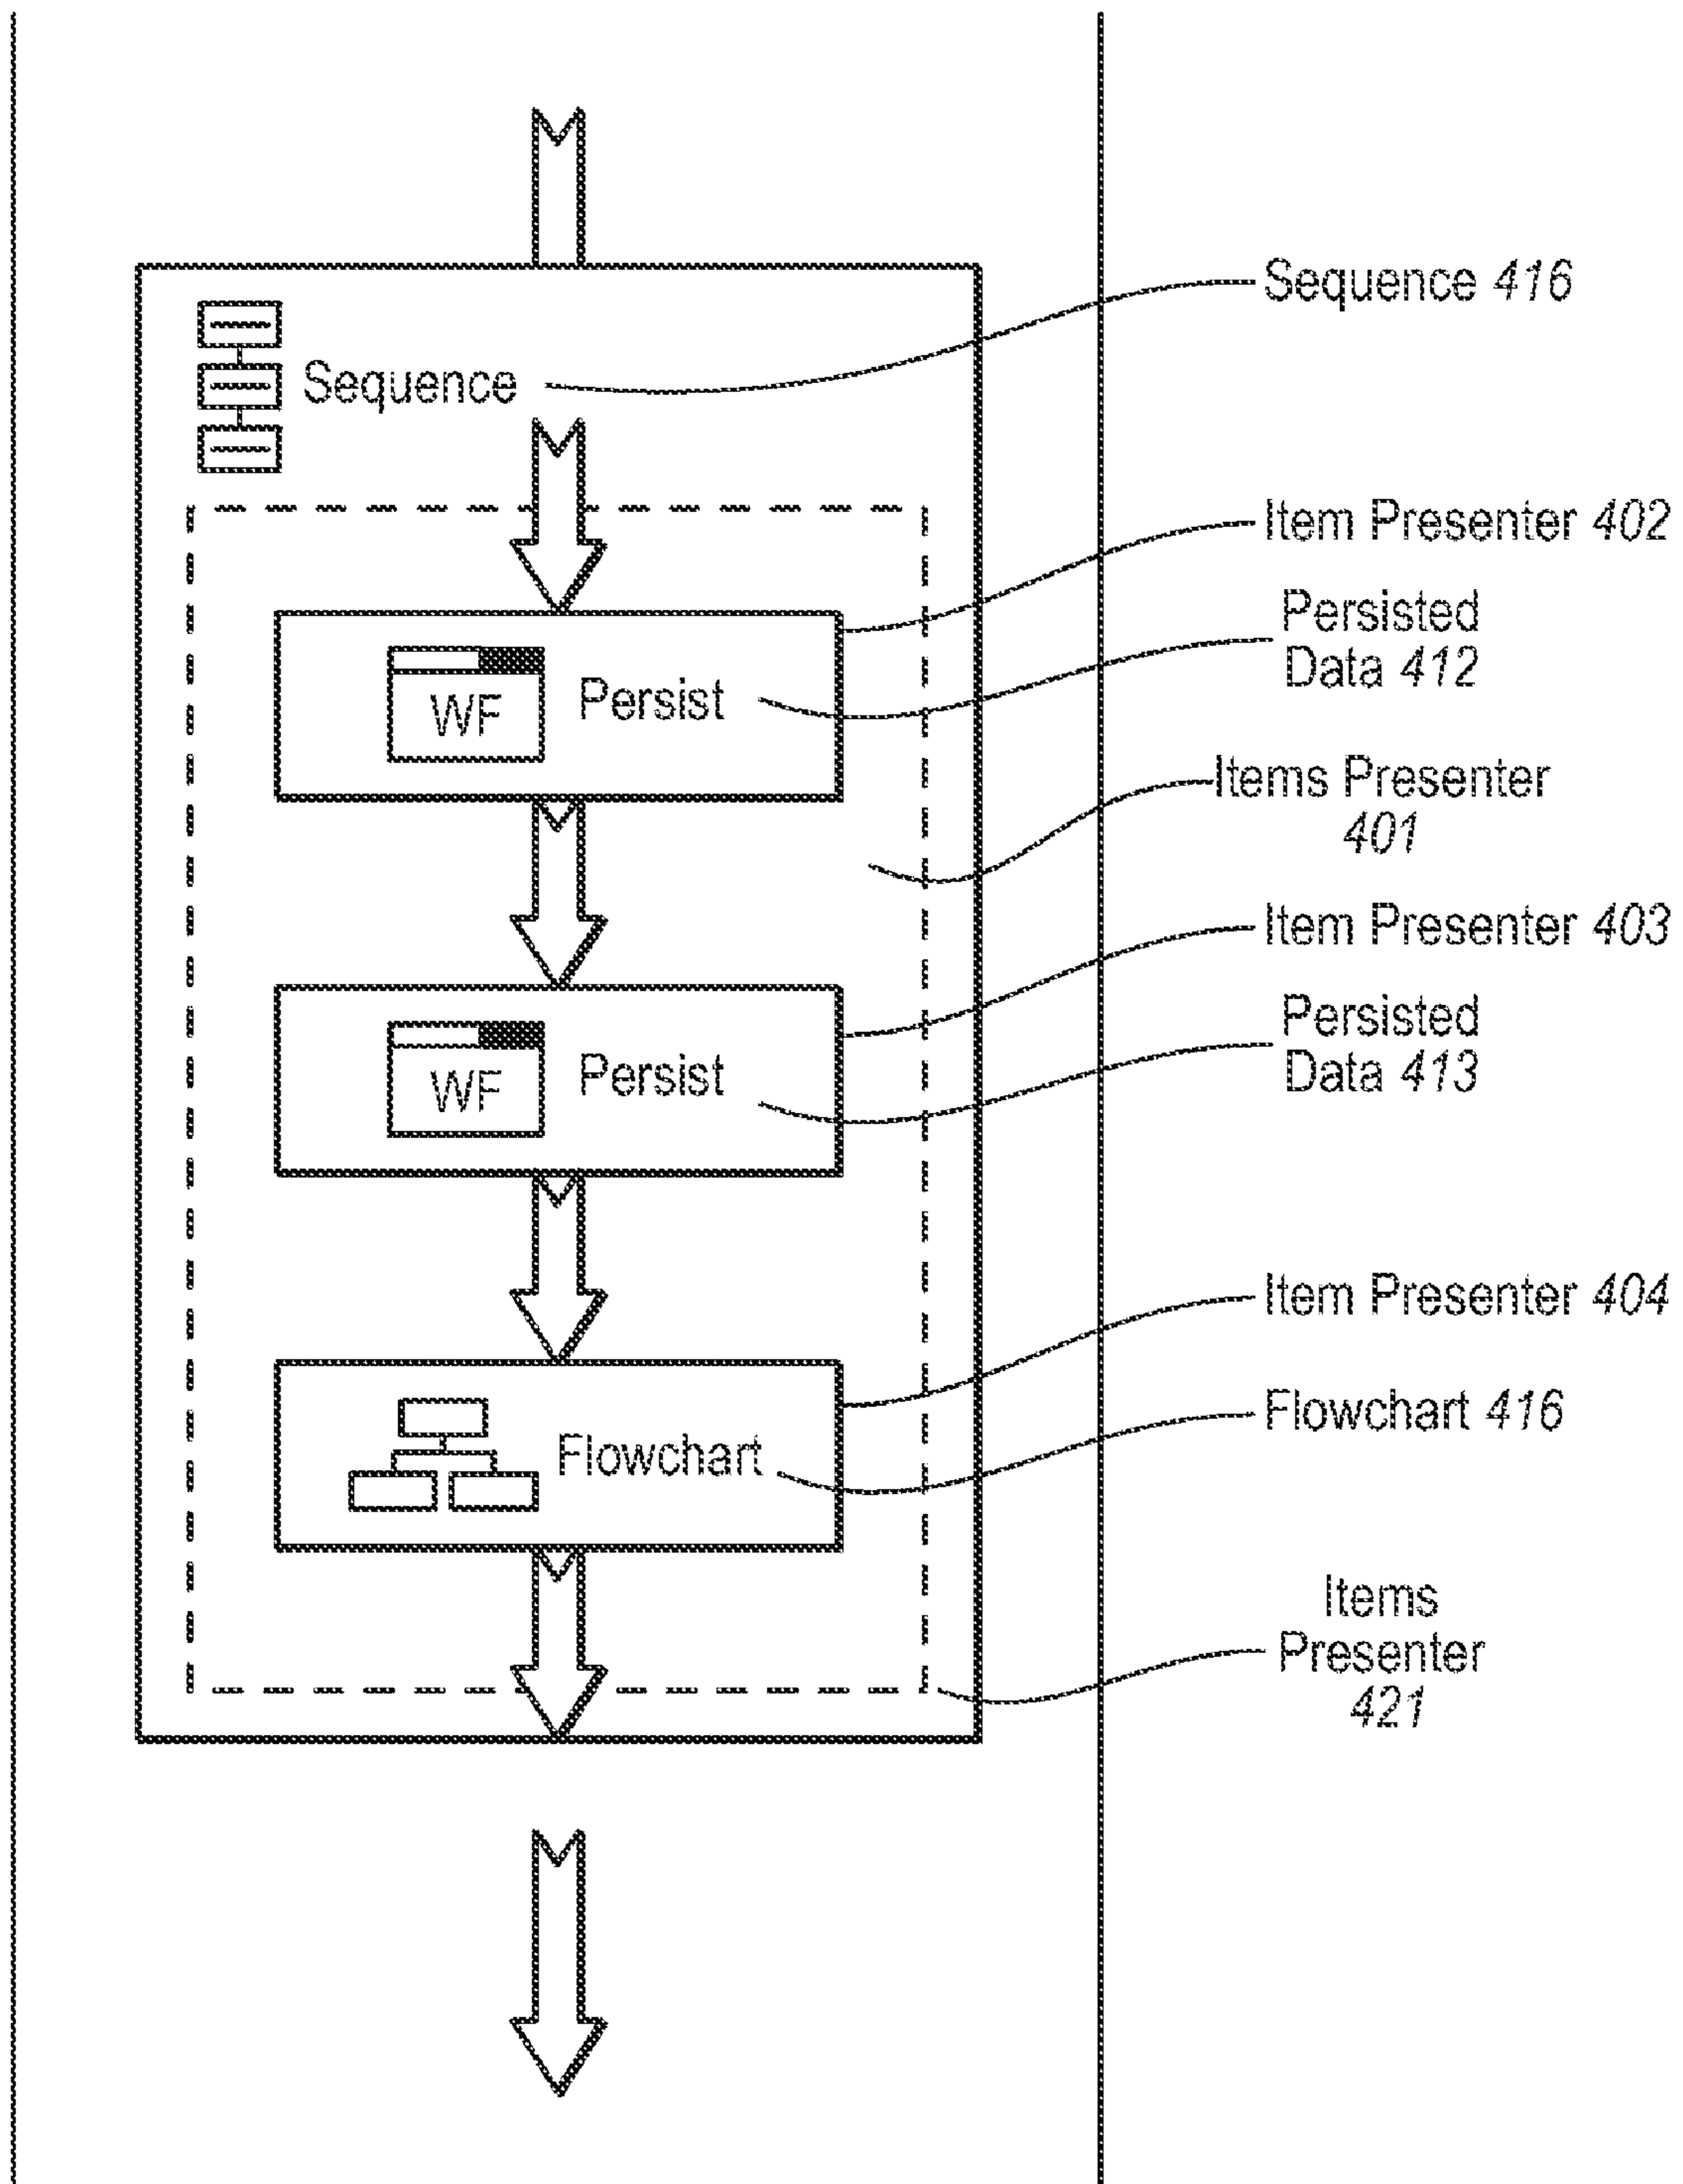 Sequence 416
Sequence
Item Presenter 402
Persisted
Data 412
WF
Persist
Items Presenter
401
Item Presenter 403
Persisted
Data 413
WF
Persist
Item Presenter 404
Flowchart 416
Flowchart
Items
Presenter
421